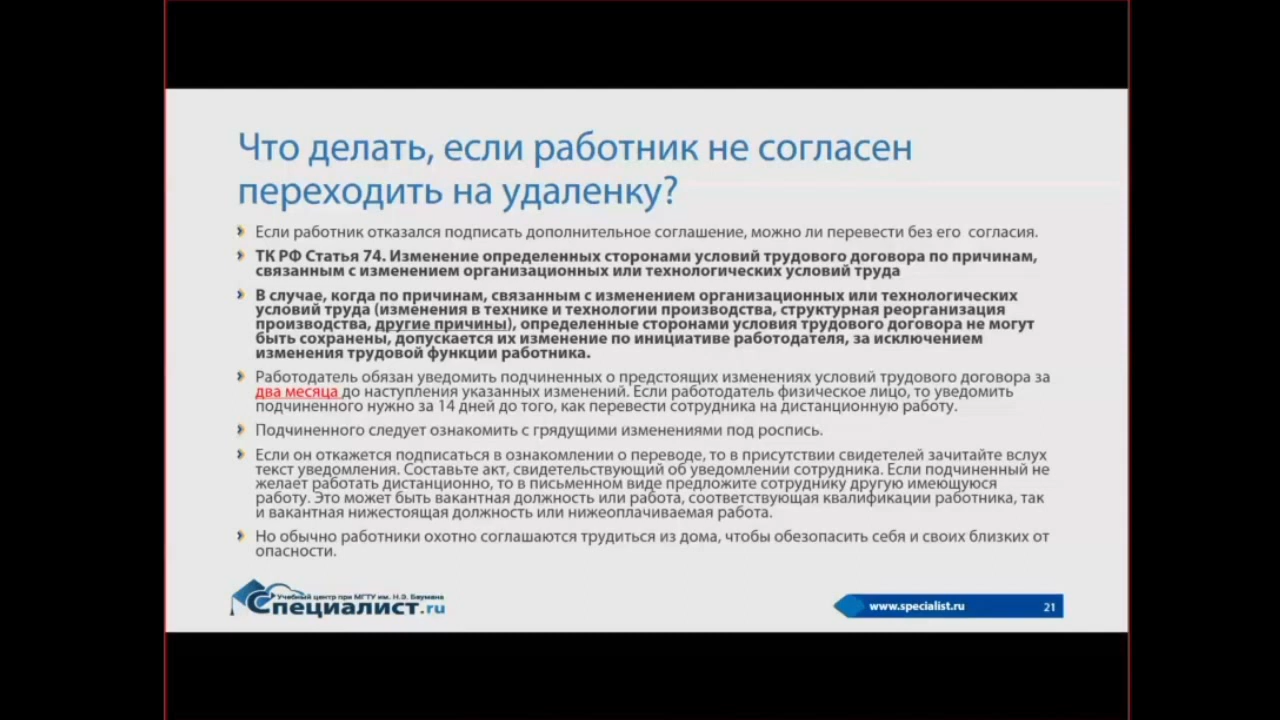 Что делать, если работник не согласен
переходить на удаленку?
Если работник отказался подписать дополнительное соглашение, можно ли перевести без его согласия.
ТК РФ Статья 74. Изменение определенных сторонами условий трудового договора по причинам,
связанным с изменением организационных или технологических условий труда
В случае, когда по причинам, связанным с изменением организационных или технологических
условий труда (изменения в технике и технологии производства, структурная реорганизация
производства, другие причины), определенные сторонами условия трудового договора не могут
быть сохранены, допускается их изменение по инициативе работодателя, за исключением
изменения трудовой функции работника.
Работодатель обязан уведомить подчиненных о предстоящих изменениях условий трудового договора за
два месяца до наступления указанных изменений. Если работодатель физическое лицо, то уведомить
подчиненного нужно за 14 дней до того, как перевести сотрудника на дистанционную работу.
Подчиненного следует ознакомить с грядущими изменениями под роспись.
Если он откажется подписаться в ознакомлении о переводе, то в присутствии свидетелей зачитайте вслух
текст уведомления. Составьте акт, свидетельствующий об уведомлении сотрудника. Если подчиненный не
желает работать дистанционно, то в письменном виде предложите сотруднику другую имеющуюся
работу. Это может быть вакантная должность или работа, соответствующая квалификации работника, так
и вакантная нижестоящая должность или нижеоплачиваемая работа.
Но обычно работники охотно соглашаются трудиться из дома, чтобы обезопасить себя и своих близких от
опасности.
Учебный центр при МГТУ им. Н.Э. Баумана
Специалист.ru
www.specialist.ru
21